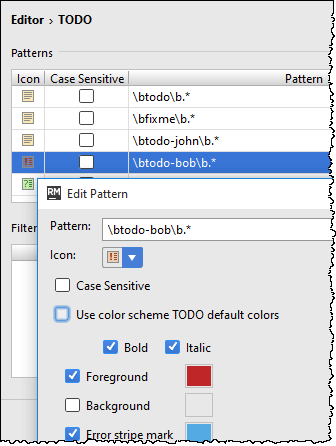 Editor › TODO
Patterns
Icon Case Sensitive Pattern
\btodo\b.*
\bfixme\b.*
\btodo-john\b.*
\btodo-bob\b.*
RM Edit Pattern
Filter
Pattern: \btodo-bob\b.*
Icon:
Case Sensitive
Use color scheme TODO default colors
Bold Italic
Foreground
Background
Error stripe mark